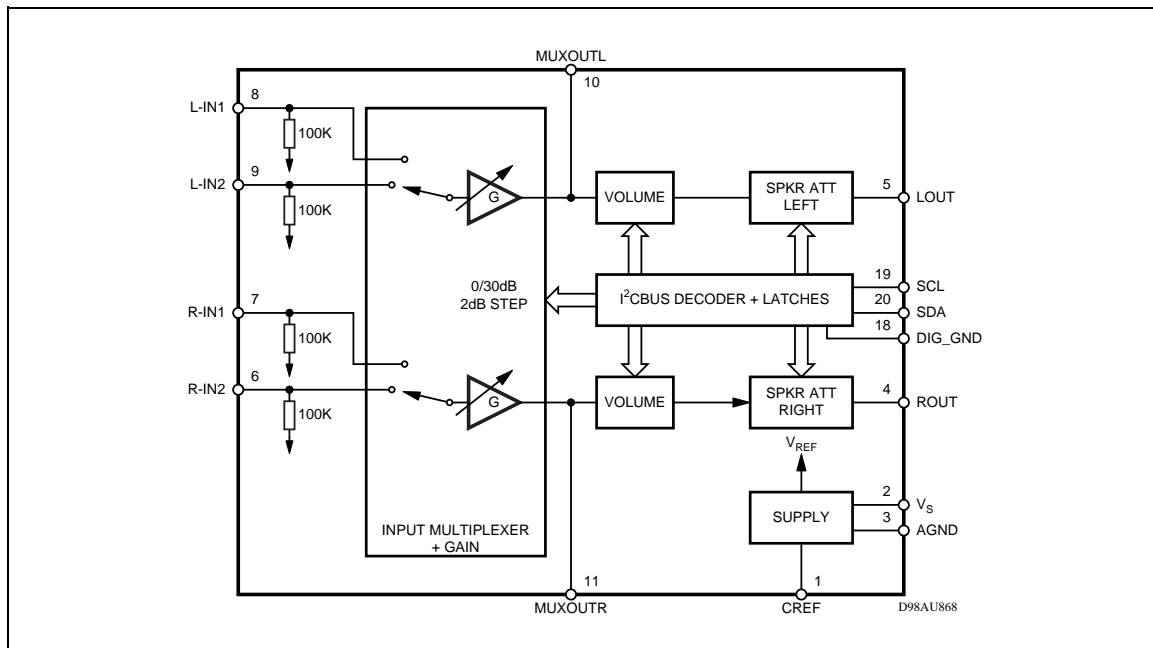 MUXOUTL
10
L-IN1
8
100K
L-IN2
9
100K
G
VOLUME
SPKR ATT
LEFT
5
LOUT
0/30dB
2dB STEP
I²CBUS DECODER + LATCHES
19
SCL
20
SDA
18
DIG_GND
R-IN1
7
100K
R-IN2
6
100K
G
VOLUME
SPKR ATT
RIGHT
4
ROUT
VREF
SUPPLY
2
VS
3
AGND
INPUT MULTIPLEXER
+ GAIN
11
MUXOUTR
1
CREF
D98AU868